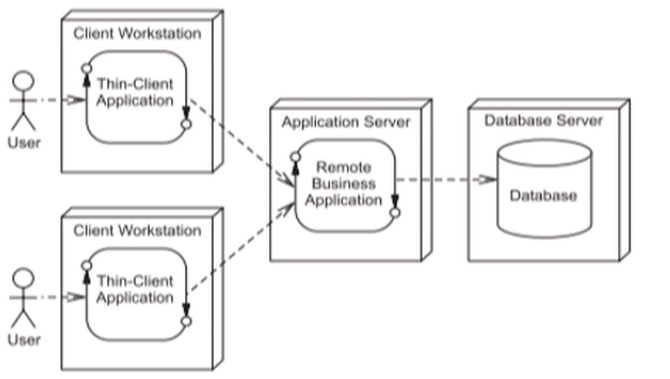 Client Workstation
Thin-Client
Application
User
Client Workstation
Thin-Client
Application
User
Application Server
Remote
Business
Application
Database Server
Database